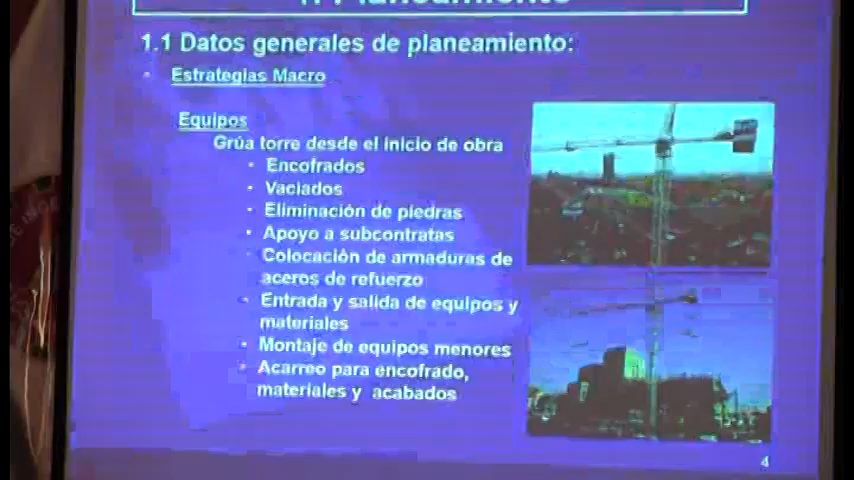 1. Planeamiento
1.1 Datos generales de planeamiento:
• Estrategias Macro
Equipos
Grúa torre desde el inicio de obra
• Encofrados
• Vaciados
• Eliminación de piedras
• Apoyo a subcontratas
• Colocación de armaduras de
aceros de refuerzo
• Entrada y salida de equipos y
materiales
• Montaje de equipos menores
• Acarreo para encofrado,
materiales y acabados
4